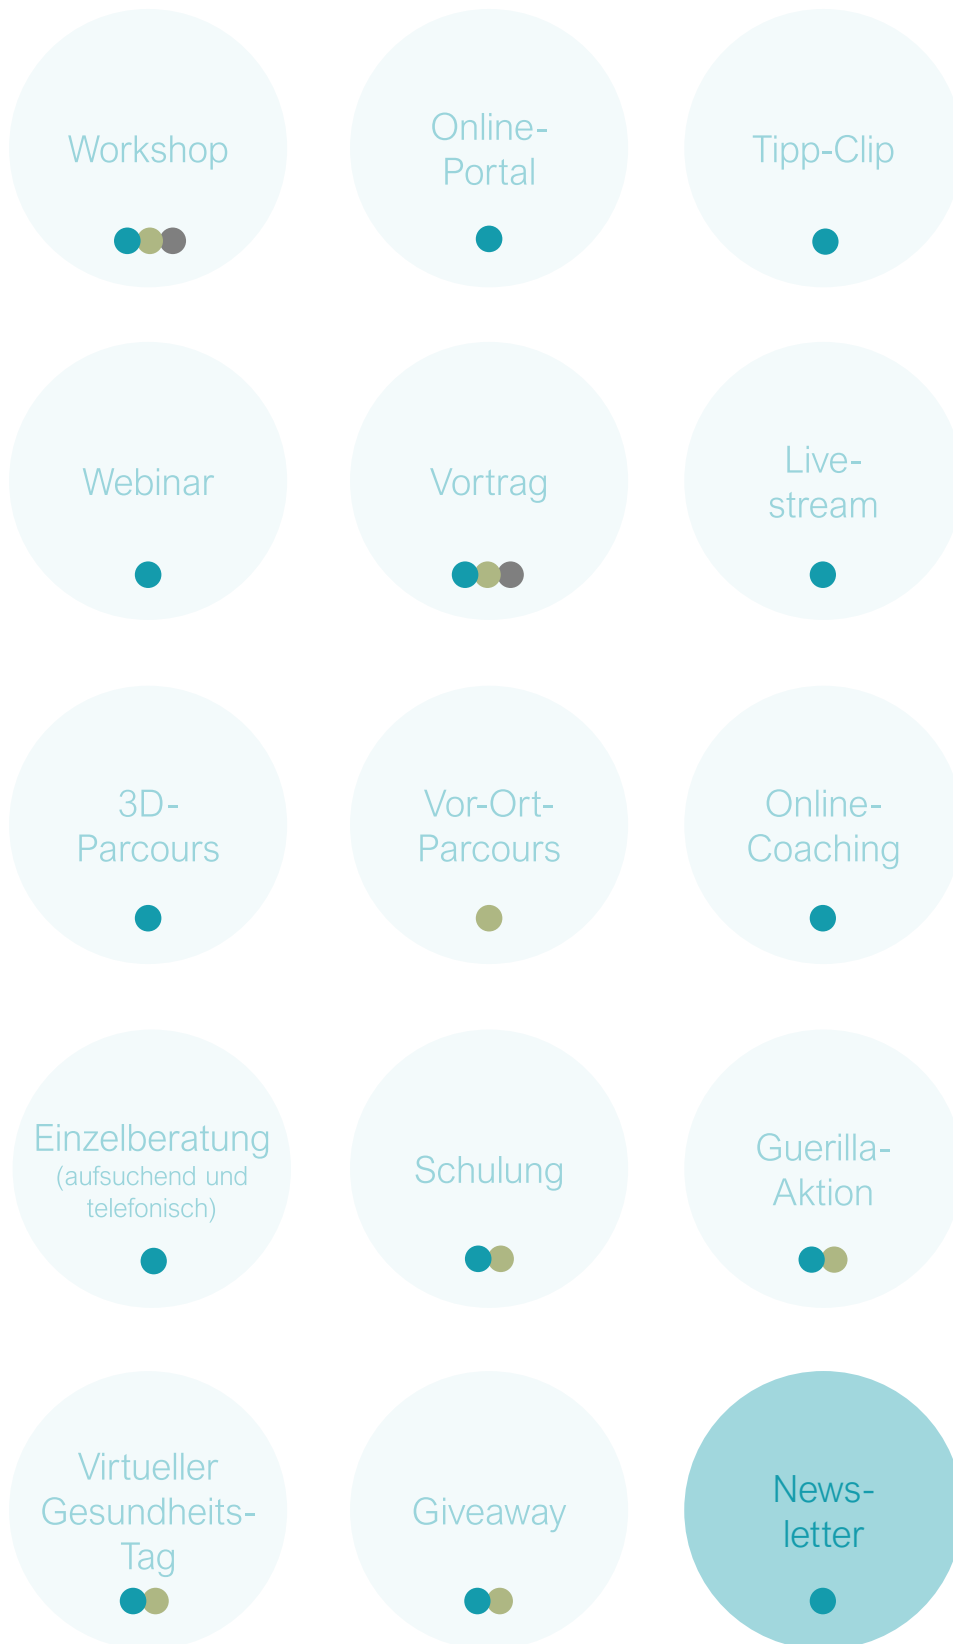 Workshop
Online-
Portal
Tipp-Clip
Webinar
Vortrag
Live-
stream
3D-
Parcours
Vor-Ort-
Parcours
Online-
Coaching
Einzelberatung
(aufsuchend und
telefonisch)
Schulung
Guerilla-
Aktion
Virtueller
Gesundheits-
Tag
Giveaway
News-
letter